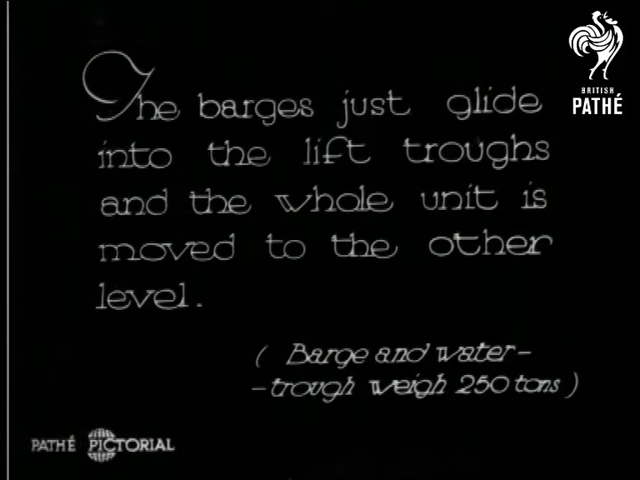 BRITISH
PATHÉ
The barges just glide
into the lift troughs
and the whole unit is
moved to the other
level.
( Barge and water-
-trough weigh 250 tons )
PATHÉ PICTORIAL